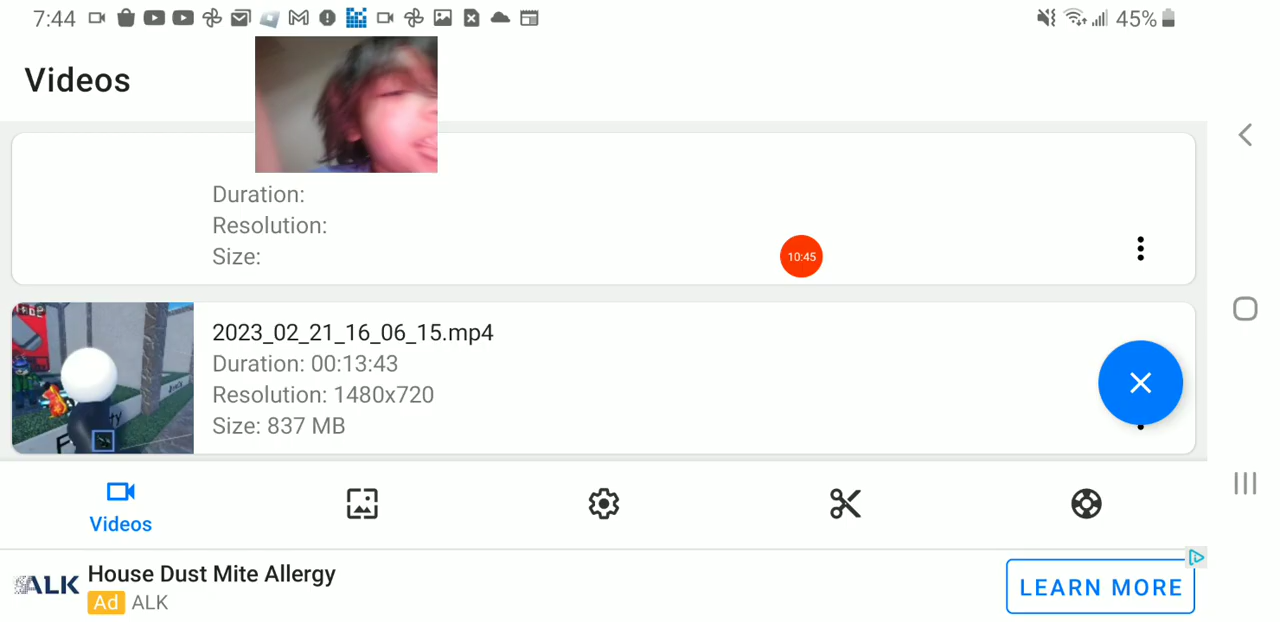 7:44
45%
Videos
Duration:
Resolution:
Size:
10:45
2023_02_21_16_06_15.mp4
Duration: 00:13:43
Resolution: 1480x720
Size: 837 MB
Videos
ALK
House Dust Mite Allergy
Ad ALK
LEARN MORE